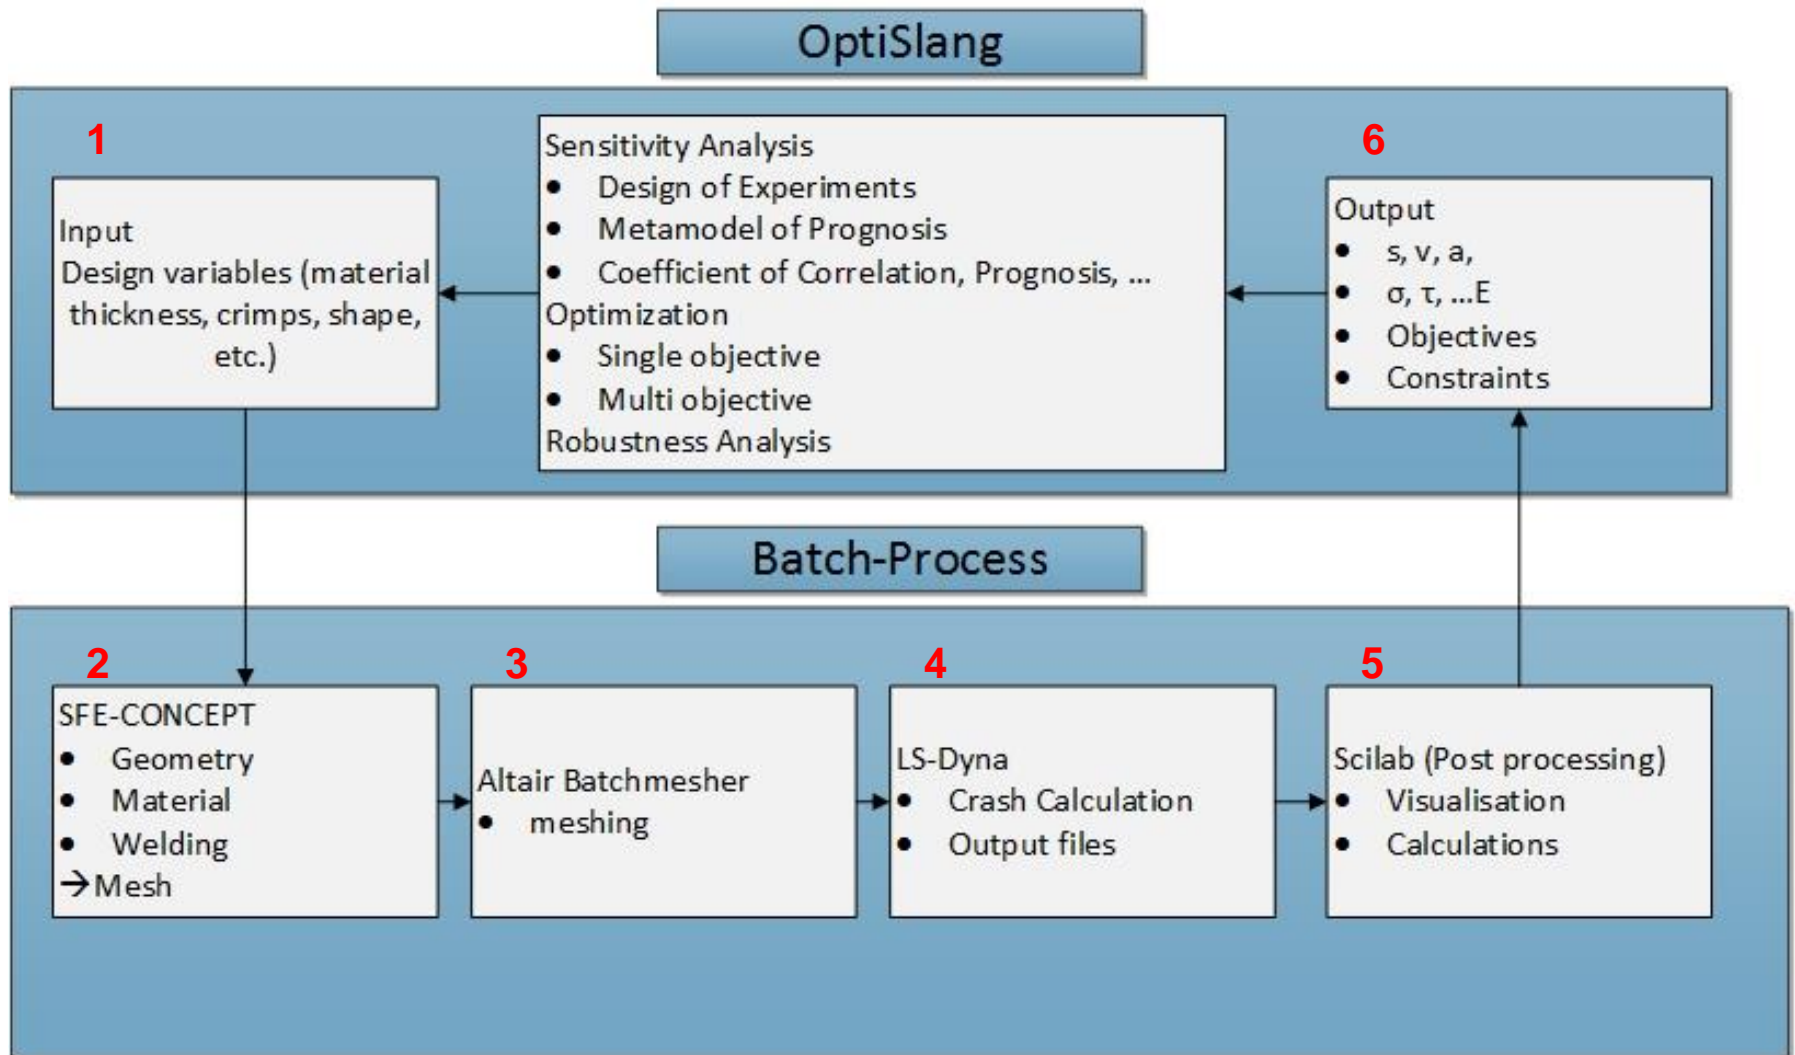 OptiSlang
1
Input
Design variables (material
thickness, crimps, shape,
etc.)
Sensitivity Analysis
• Design of Experiments
• Metamodel of Prognosis
• Coefficient of Correlation, Prognosis, ...
Optimization
• Single objective
• Multi objective
Robustness Analysis
6
Output
• s, v, a,
• σ, τ, ...E
• Objectives
• Constraints
Batch-Process
2
SFE-CONCEPT
• Geometry
• Material
• Welding
→Mesh
3
Altair Batchmesher
• meshing
4
LS-Dyna
• Crash Calculation
• Output files
5
Scilab (Post processing)
• Visualisation
• Calculations